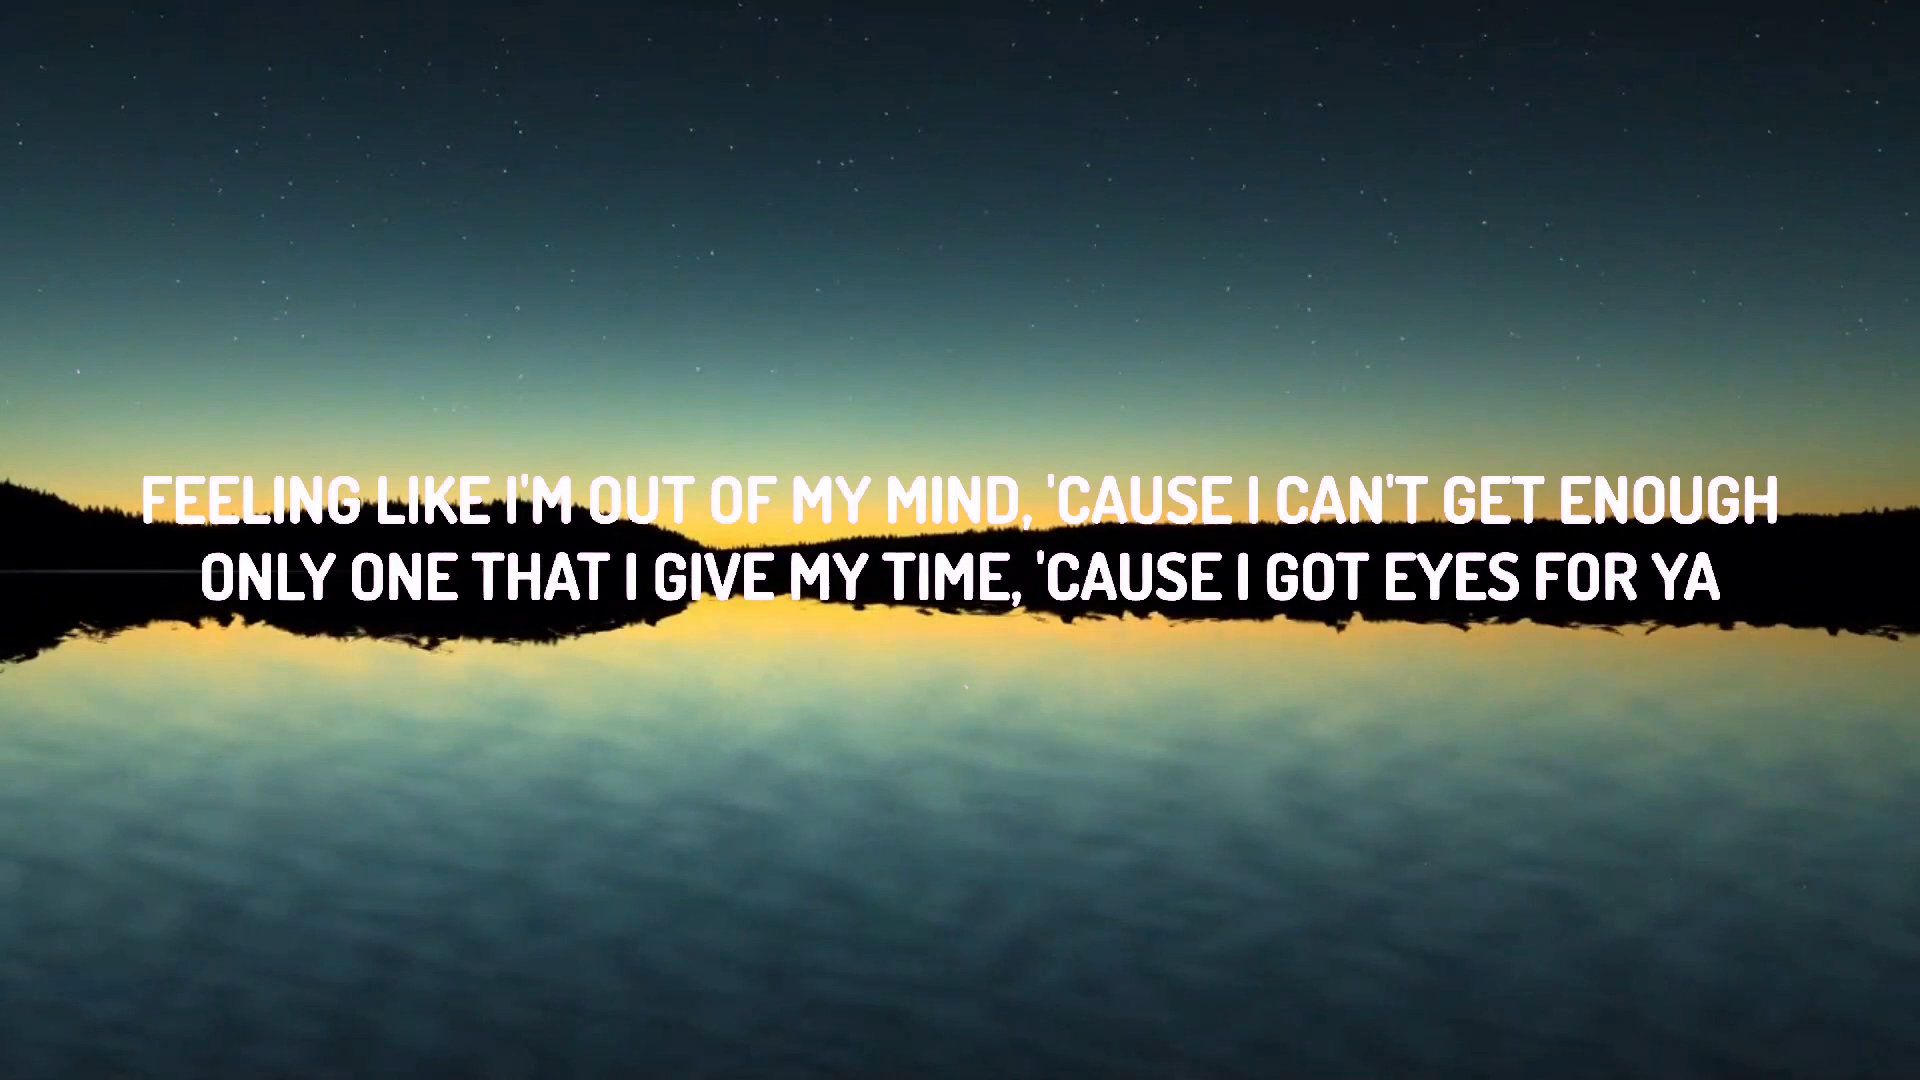 FEELING LIKE I'M OUT OF MY MIND, 'CAUSE I CAN'T GET ENOUGH
ONLY ONE THAT I GIVE MY TIME, 'CAUSE I GOT EYES FOR YA